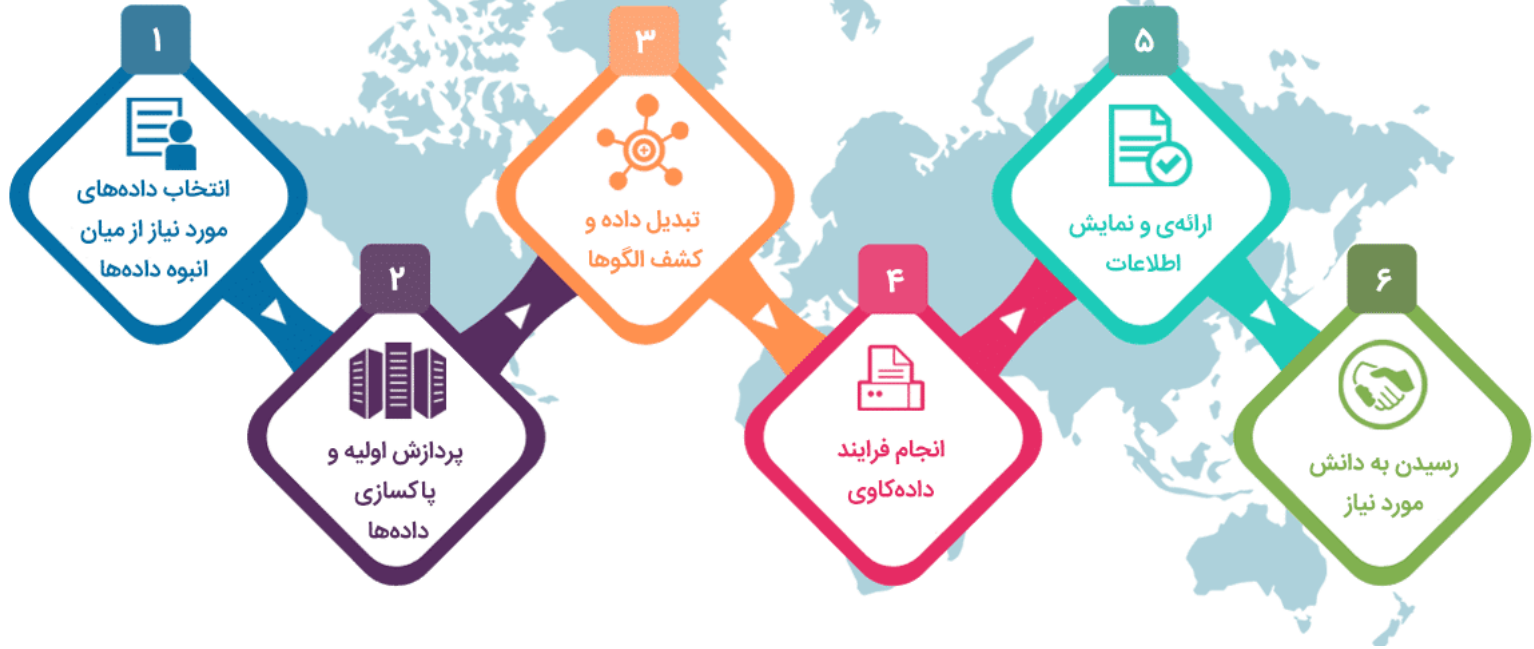 ۱
انتخاب داده‌های
مورد نیاز از میان
انبوه داده‌ها
۲
پردازش اولیه و
پاکسازی
داده‌ها
۳
تبدیل داده و
کشف الگوها
۴
انجام فرایند
داده‌کاوی
۵
ارائه‌ی و نمایش
اطلاعات
۶
رسیدن به دانش
مورد نیاز